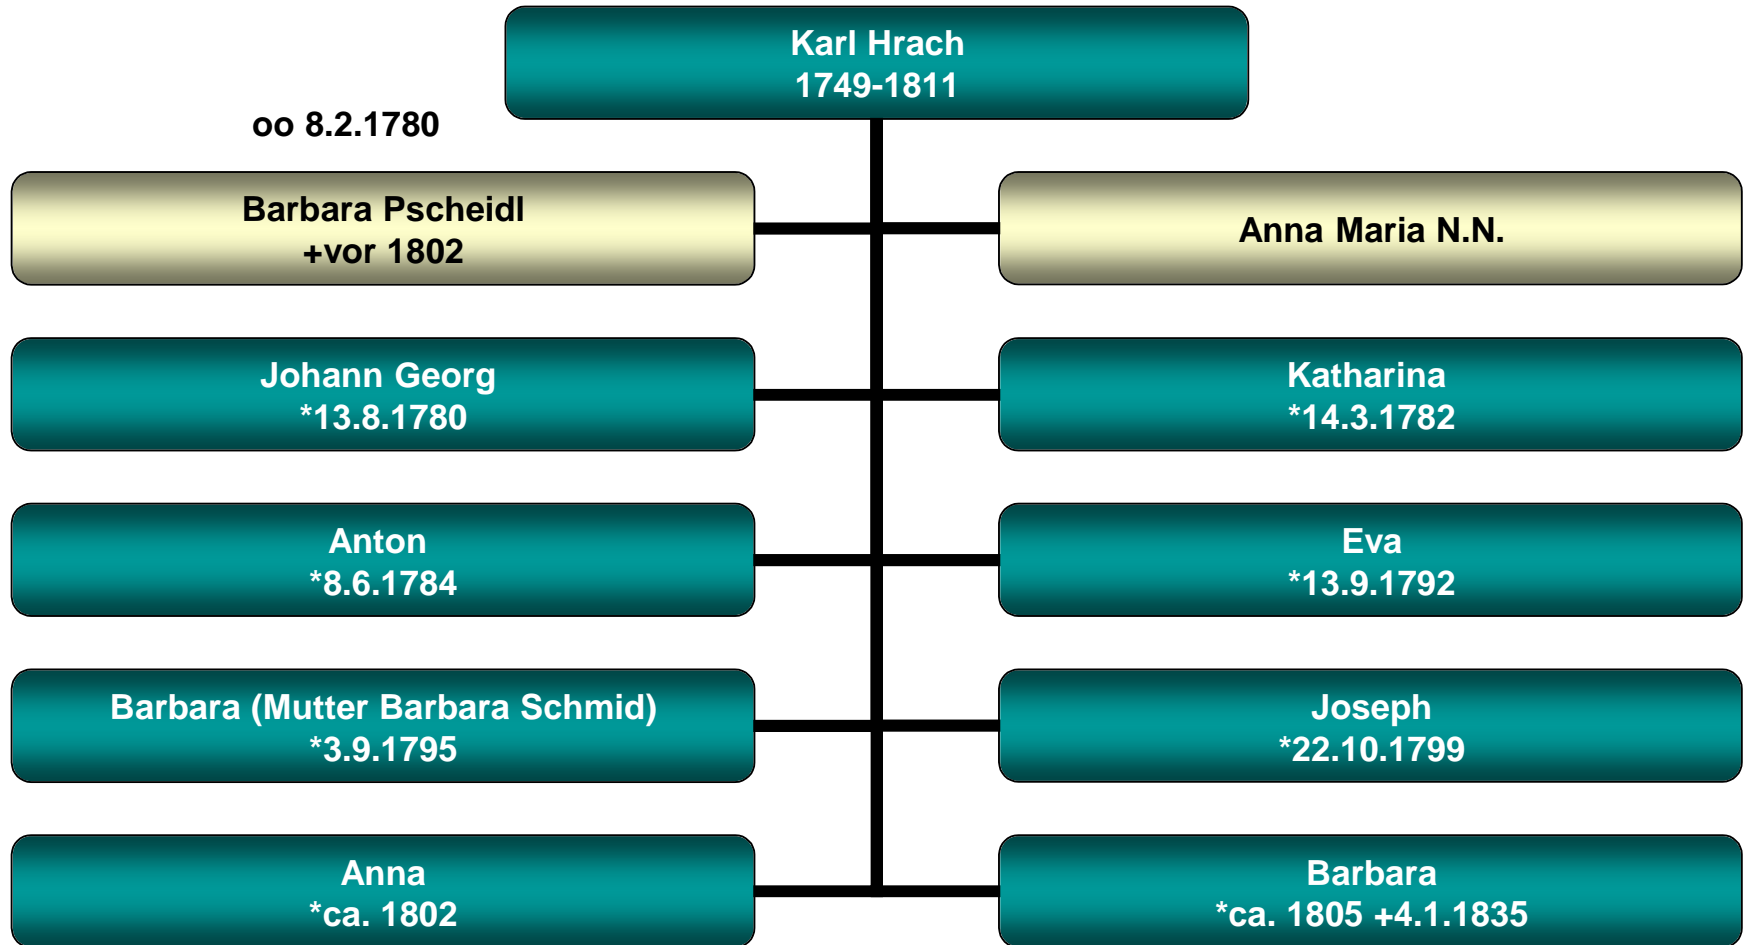 Karl Hrach
1749-1811
oo 8.2.1780
Barbara Pscheidl
+vor 1802
Anna Maria N.N.
Johann Georg
*13.8.1780
Katharina
*14.3.1782
Anton
*8.6.1784
Eva
*13.9.1792
Barbara (Mutter Barbara Schmid)
*3.9.1795
Joseph
*22.10.1799
Anna
*ca. 1802
Barbara
*ca. 1805 +4.1.1835